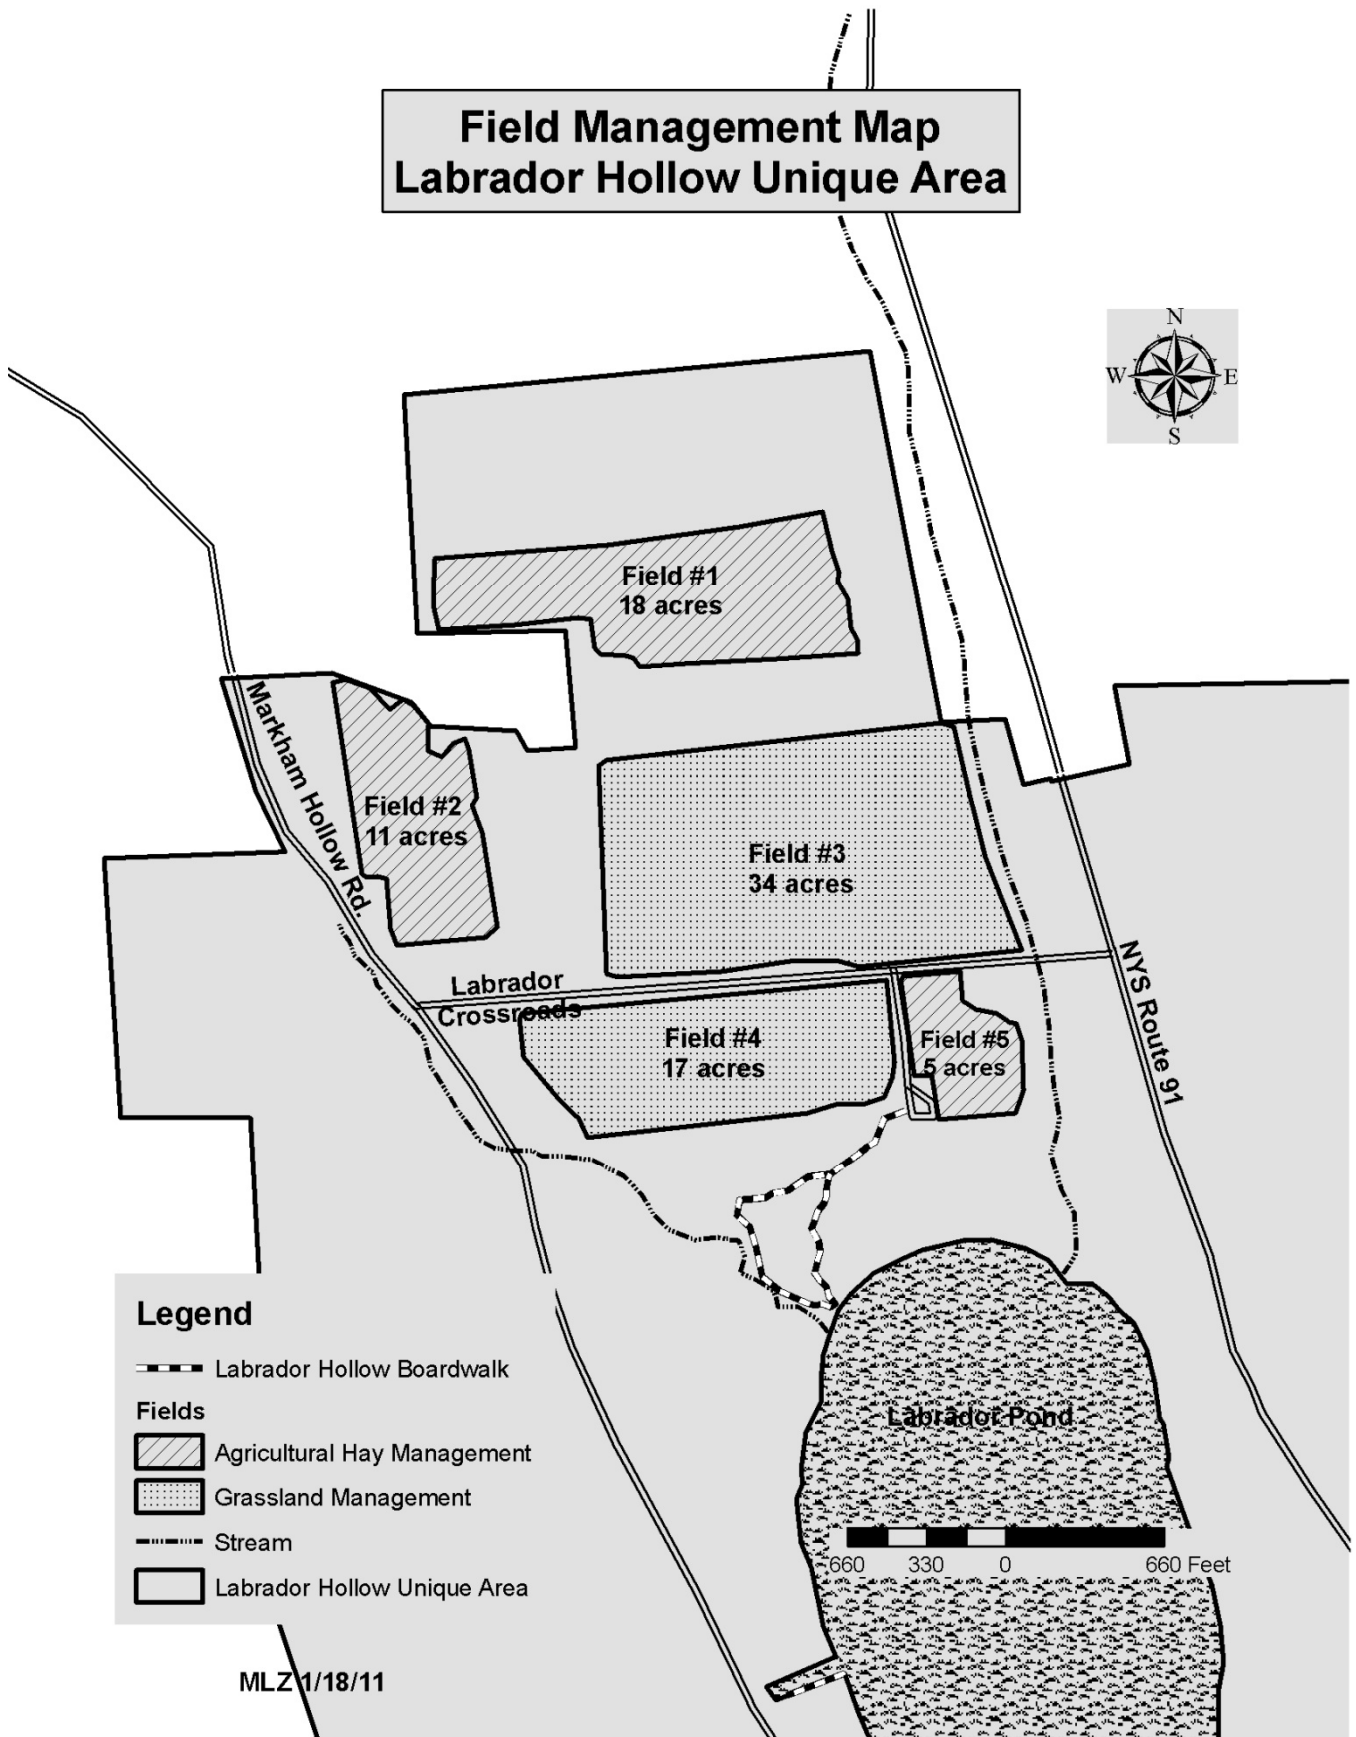 Field Management Map
Labrador Hollow Unique Area
N
W
E
S
Field #1
18 acres
Markham Hollow Rd.
Field #2
11 acres
Field #3
34 acres
Labrador
Crossroads
NYS Route 91
Field #4
17 acres
Field #5
5 acres
Legend
Labrador Hollow Boardwalk
Fields
Agricultural Hay Management
Grassland Management
Stream
Labrador Hollow Unique Area
Labrador Pond
660 330 0 660 Feet
MLZ 1/18/11